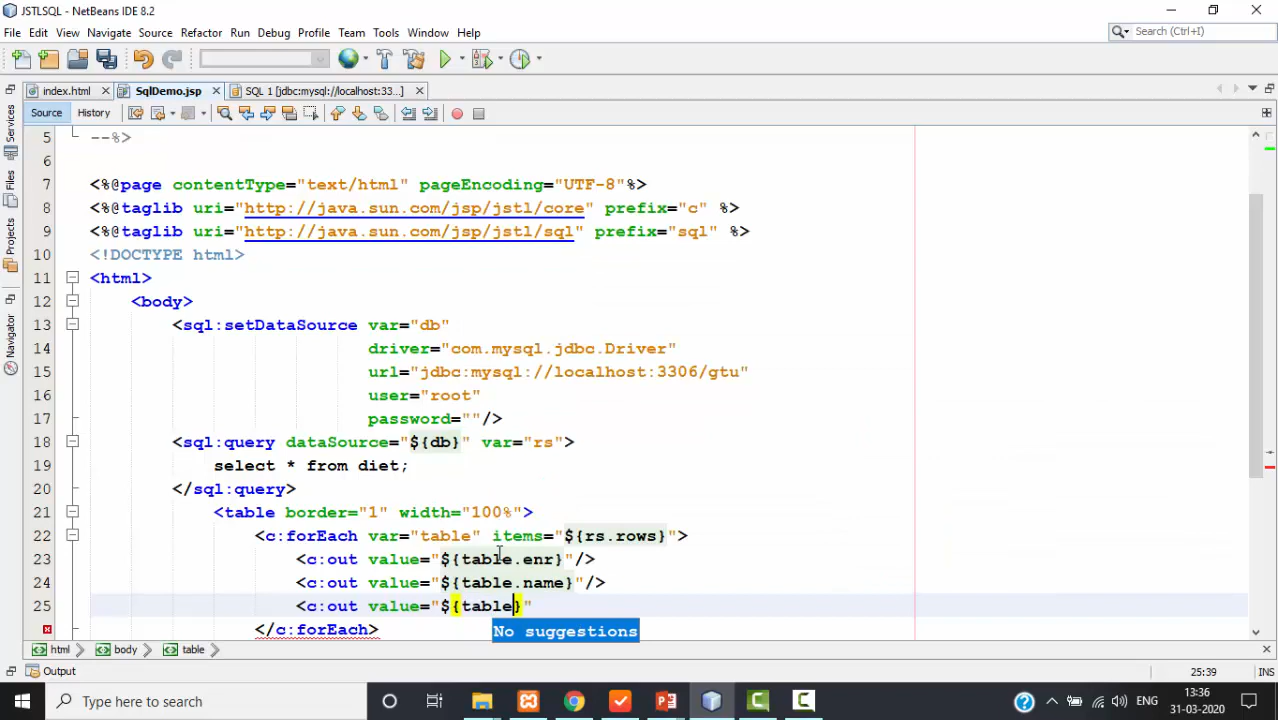 JSTLSQL - NetBeans IDE 8.2
File Edit View Navigate Source Refactor Run Debug Profile Team Tools Window Help
Search (Ctrl+I)
index.html SqlDemo.jsp SQL 1 [jdbc:mysql://localhost:33...]
Source History
Services
Files
Projects
Navigator
5 --%>
6
7 <%@page contentType="text/html" pageEncoding="UTF-8"%>
8 <%@taglib uri="http://java.sun.com/jsp/jstl/core" prefix="c" %>
9 <%@taglib uri="http://java.sun.com/jsp/jstl/sql" prefix="sql" %>
10 <!DOCTYPE html>
11 <html>
12 <body>
13 <sql:setDataSource var="db"
14 driver="com.mysql.jdbc.Driver"
15 url="jdbc:mysql://localhost:3306/gtu"
16 user="root"
17 password=""/>
18 <sql:query dataSource="${db}" var="rs">
19 select * from diet;
20 </sql:query>
21 <table border="1" width="100%">
22 <c:forEach var="table" items="${rs.rows}">
23 <c:out value="${table.enr}"/>
24 <c:out value="${table.name}"/>
25 <c:out value="${table}"
</c:forEach>
No suggestions
html body table
Output
25:39 INS
Type here to search
ENG
13:36
31-03-2020